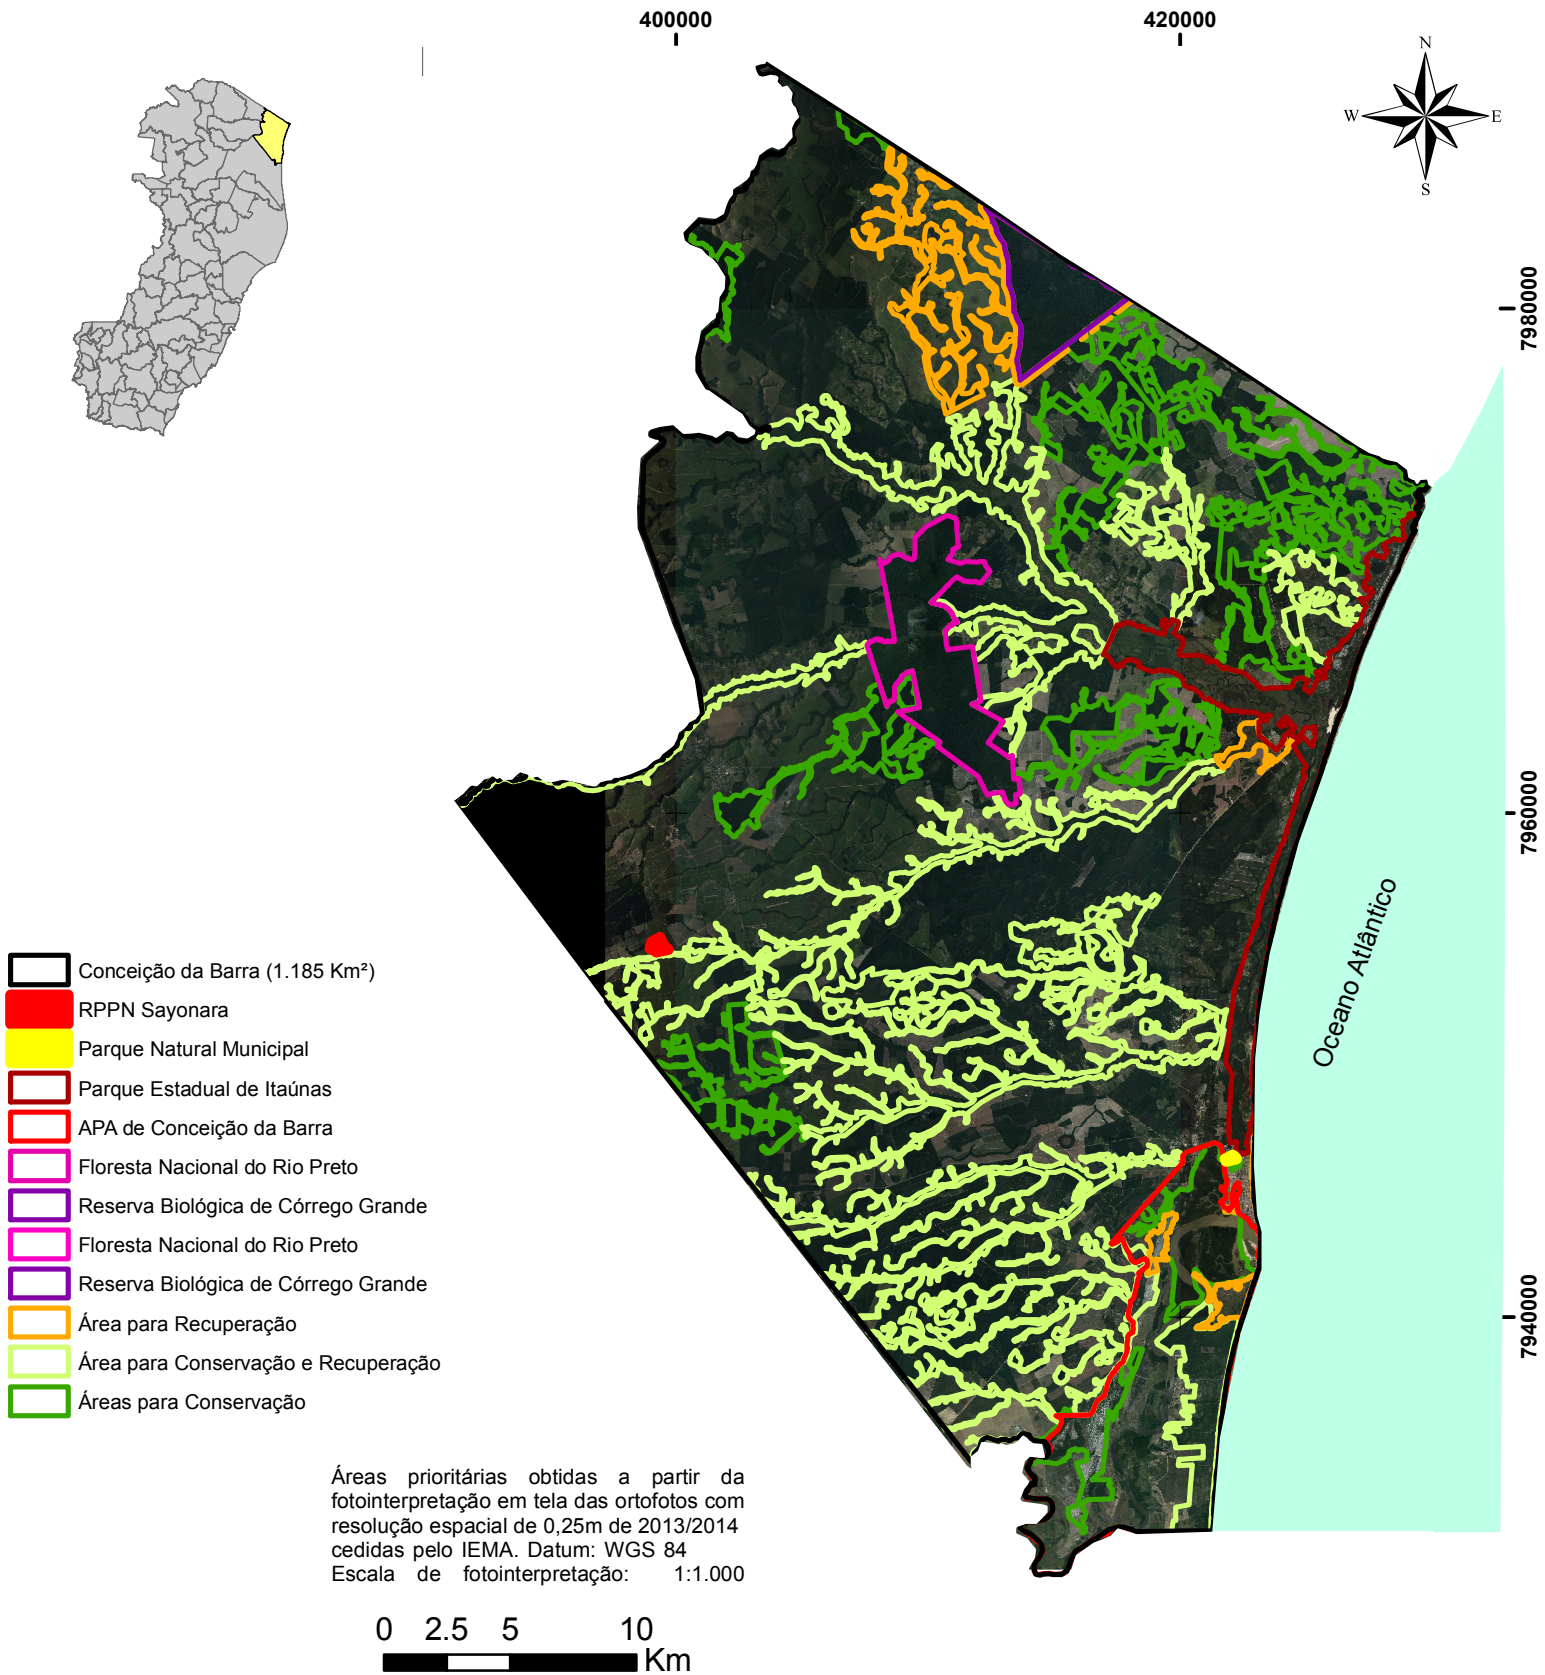 400000
420000
N
W
E
S
7980000
7960000
7940000
Oceano Atlântico
Conceição da Barra (1.185 Km²)
RPPN Sayonara
Parque Natural Municipal
Parque Estadual de Itaúnas
APA de Conceição da Barra
Floresta Nacional do Rio Preto
Reserva Biológica de Córrego Grande
Floresta Nacional do Rio Preto
Reserva Biológica de Córrego Grande
Área para Recuperação
Área para Conservação e Recuperação
Áreas para Conservação
Áreas prioritárias obtidas a partir da
fotointerpretação em tela das ortofotos com
resolução espacial de 0,25m de 2013/2014
cedidas pelo IEMA. Datum: WGS 84
Escala de fotointerpretação: 1:1.000
0 2.5 5 10
Km